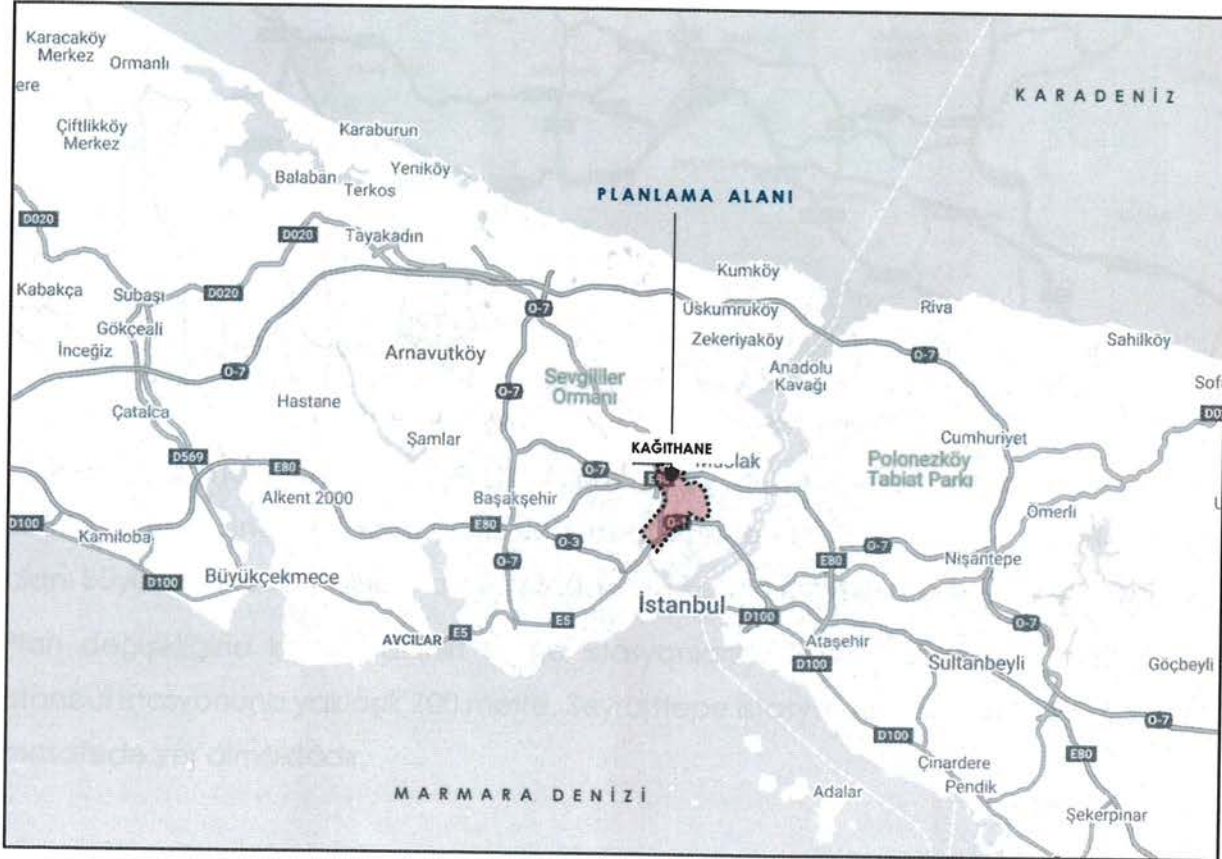 Karacaköy
Merkez
Ormanlı
ere
KARADENİZ
Çiftlikköy
Merkez
Karaburun
Yeniköy
Balaban
Terkos
PLANLAMA ALANI
D020
D020
Tayakadın
Kumköy
Kabakça
Subaşı
D020
Uskumruköy
Riva
O-7
Gökçeali
Zekeriyaköy
Sahilköy
İnceğiz
Arnavutköy
O-7
Anadolu
Kavağı
O-7
Sevgililer
Ormanı
O-7
Hastane
Çatalca
Şamlar
KAĞITHANE
Cumhuriyet
D569
E80
O-7
Polonezköy
Tabiat Parkı
Alkent 2000
Başakşehir
Ömerli
D100
Kamiloba
E80
O-3
O-1
O-7
E80
Nişantepe
D100
Büyükçekmece
O-7
İstanbul
D100
AVCILAR
E5
E5
Ataşehir
O-7
D100
Sultanbeyli
Göçbeyli
O-7
D100
E80
Çınardere
Pendik
MARMARA DENİZİ
Adalar
Şekerpınar